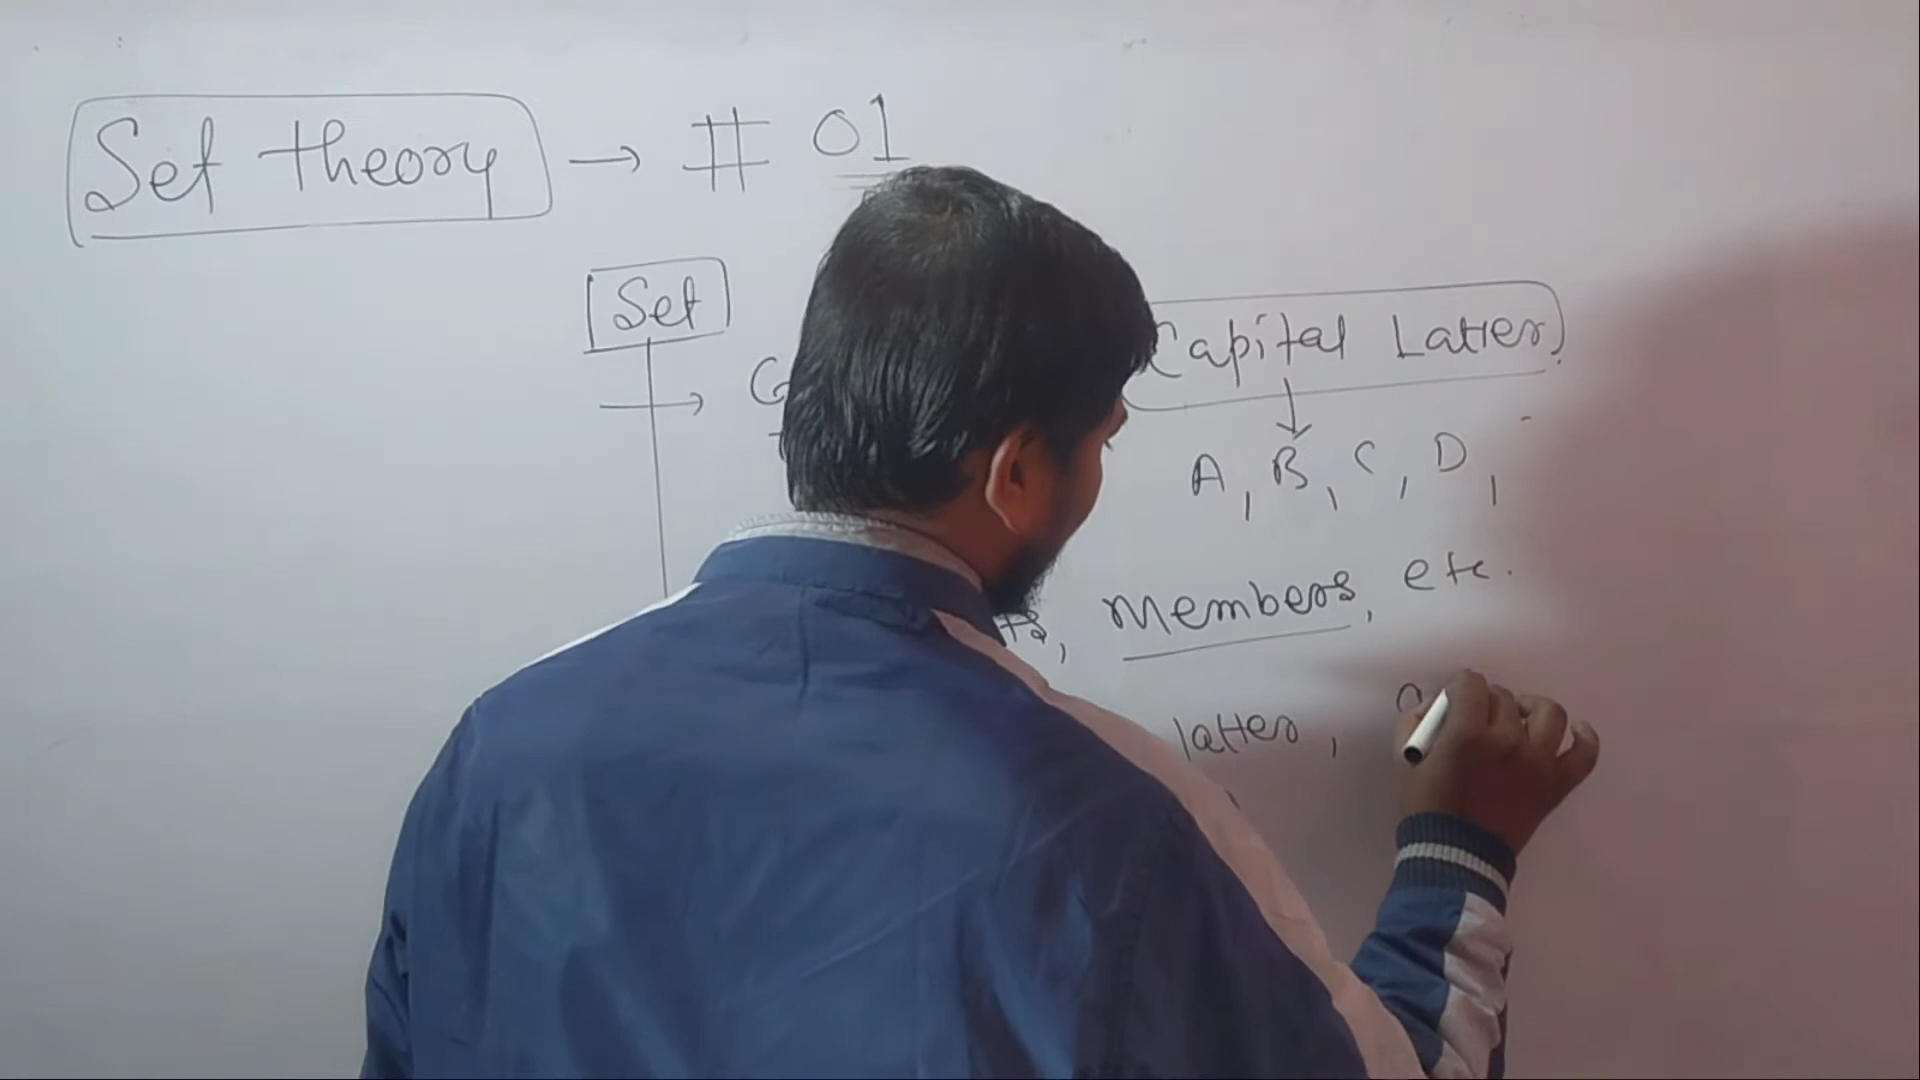 Set theory → # 01
Set
Capital Latter
→
A, B, C, D,
Members, etc.
latter,